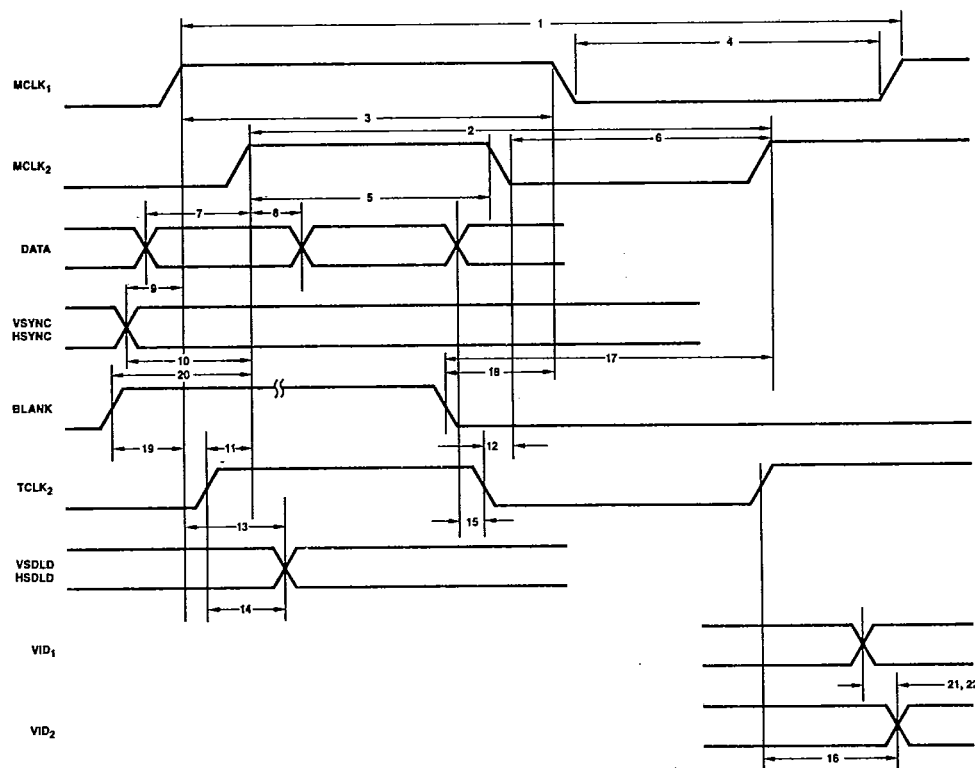 1
4
MCLK1
3
2
6
MCLK2
5
7
8
DATA
9
VSYNC
HSYNC
10
17
20
18
BLANK
19
11
12
TCLK2
13
15
VSDLD
HSDLD
14
VID1
21, 22
VID2
16